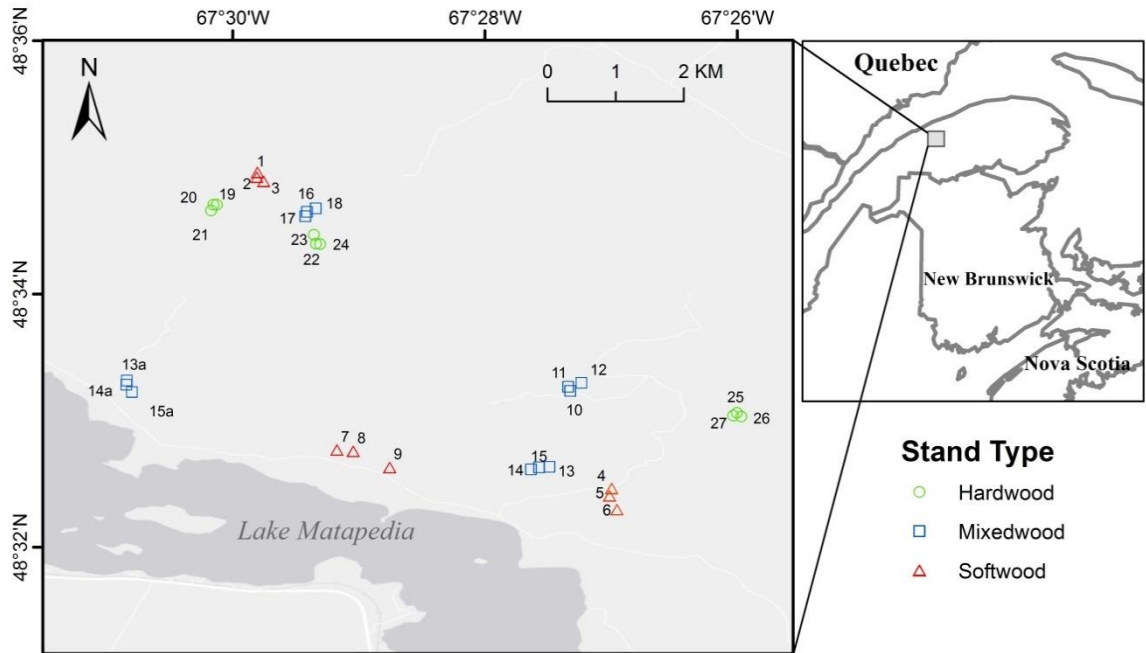 67°30'W
67°28'W
67°26'W
48°36'N
48°34'N
48°32'N
N
0 1 2 KM
1
2
3
20
19
21
16
18
17
23
24
22
13a
14a
15a
11
12
10
25
27
26
7
8
9
14
15
13
4
5
6
Lake Matapedia
Quebec
New Brunswick
Nova Scotia
Stand Type
Hardwood
Mixedwood
Softwood